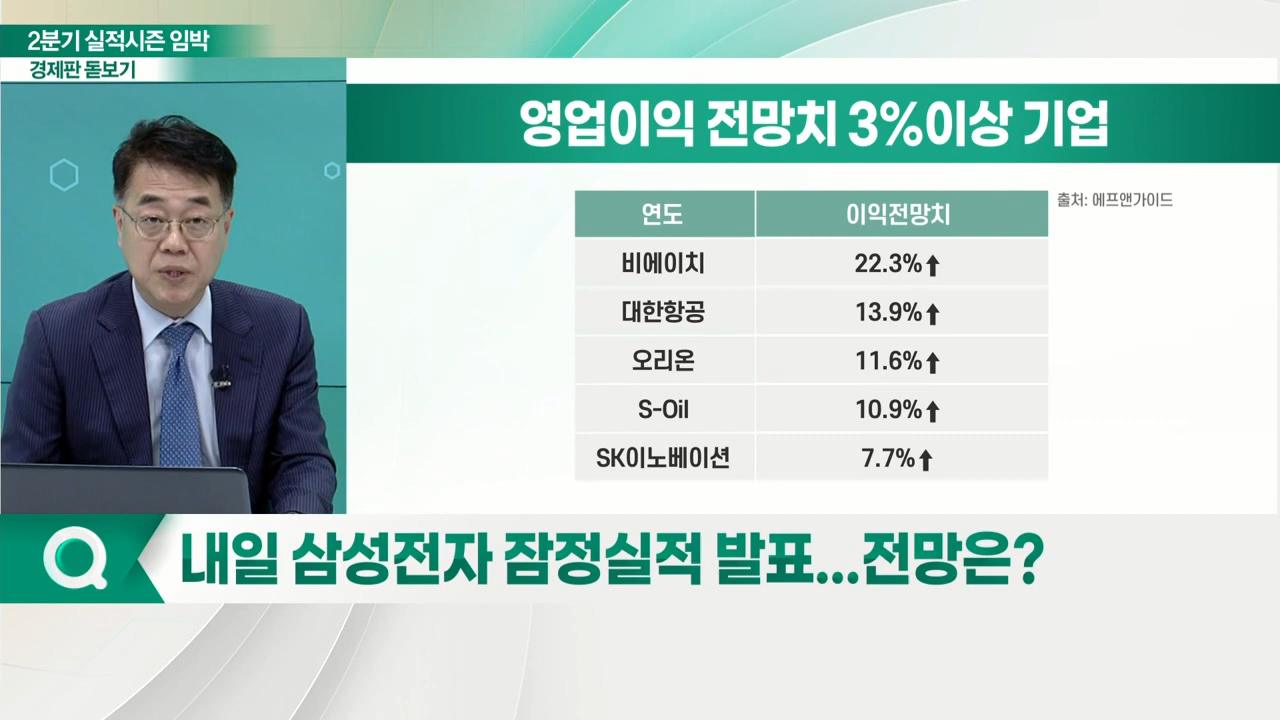 2분기 실적시즌 임박
경제판 돋보기
영업이익 전망치 3%이상 기업
출처: 에프앤가이드
연도 이익전망치
비에이치 22.3%⬆
대한항공 13.9%⬆
오리온 11.6%⬆
S-Oil 10.9%⬆
SK이노베이션 7.7%⬆
내일 삼성전자 잠정실적 발표...전망은?